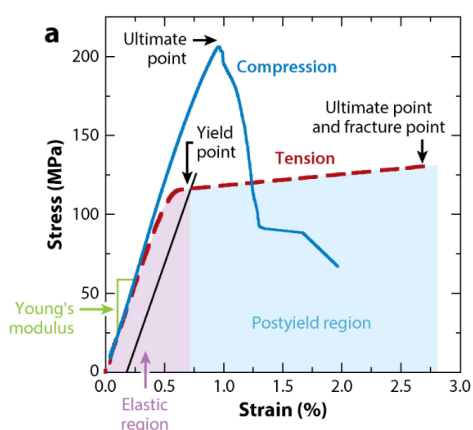 a
Ultimate
point
Compression
Ultimate point
and fracture point
Yield
point
Tension
Stress (MPa)
200
150
100
50
0
Young's
modulus
Postyield region
0.0 0.5 1.0 1.5 2.0 2.5 3.0
Elastic
region
Strain (%)